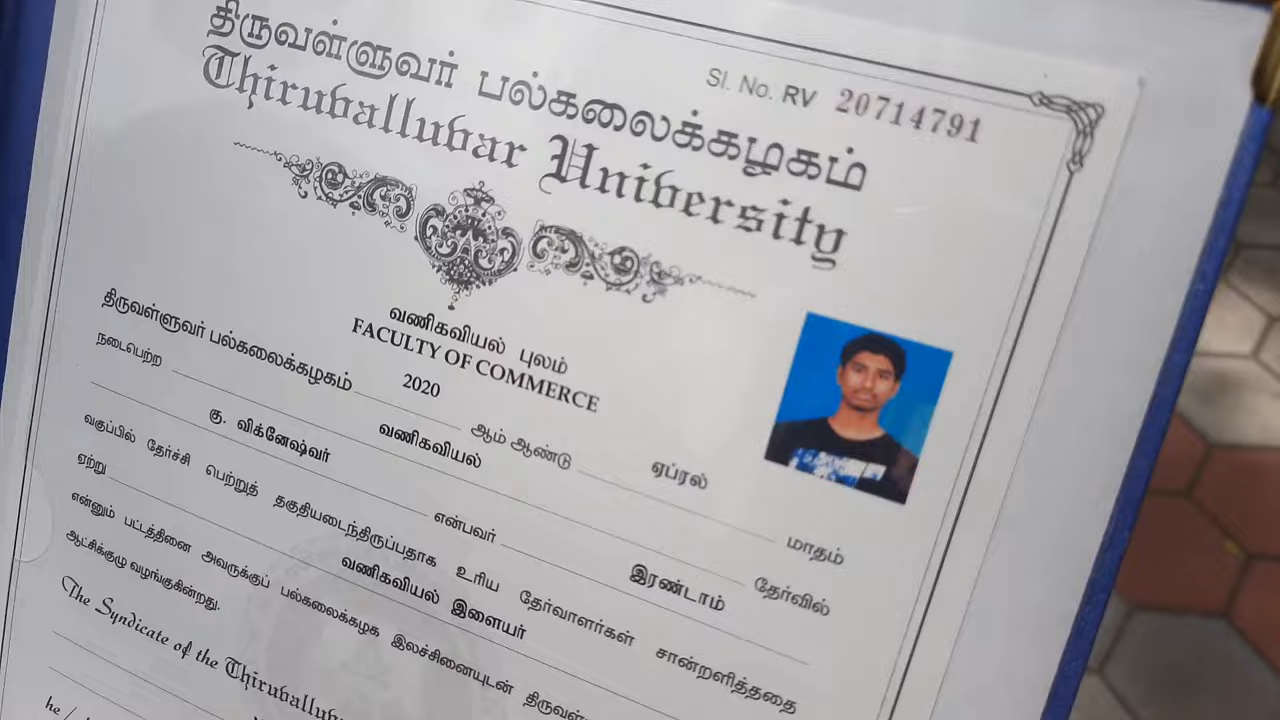 திருவள்ளுவர் பல்கலைக்கழகம்
Sl. No. RV 20714791
Thiruvalluvar University
வணிகவியல் புலம்
FACULTY OF COMMERCE
திருவள்ளுவர் பல்கலைக்கழகம் 2020 ஆம் ஆண்டு ஏப்ரல் மாதம்
நடைபெற்ற வணிகவியல் தேர்வில்
கு. விக்னேஷ்வர் என்பவர் இரண்டாம்
வகுப்பில் தேர்ச்சி பெற்றுத் தகுதியடைந்திருப்பதாக உரிய தேர்வாளர்கள் சான்றளித்ததை
ஏற்று வணிகவியல் இளையர்
என்னும் பட்டத்தினை அவருக்குப் பல்கலைக்கழக இலச்சினையுடன்
ஆட்சிக்குழு வழங்குகின்றது.
The Syndicate of the
he /